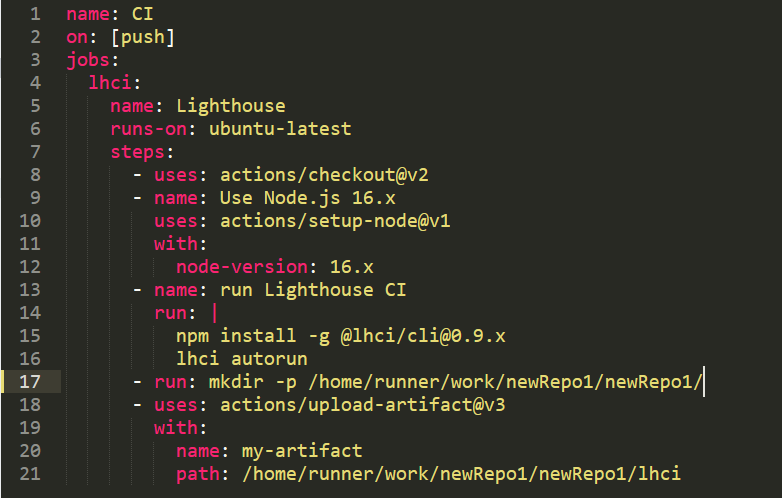 1 name: CI
2 on: [push]
3 jobs:
4   lhci:
5     name: Lighthouse
6     runs-on: ubuntu-latest
7     steps:
8       - uses: actions/checkout@v2
9       - name: Use Node.js 16.x
10         uses: actions/setup-node@v1
11         with:
12           node-version: 16.x
13       - name: run Lighthouse CI
14         run: |
15           npm install -g @lhci/cli@0.9.x
16           lhci autorun
17       - run: mkdir -p /home/runner/work/newRepo1/newRepo1/
18       - uses: actions/upload-artifact@v3
19         with:
20           name: my-artifact
21           path: /home/runner/work/newRepo1/newRepo1/lhci